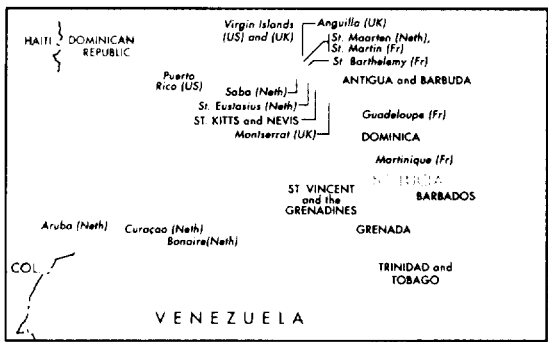 Virgin Islands
(US) and (UK)
Anguilla (UK)
St. Maarten (Neth),
St. Martin (Fr)
St. Barthelemy (Fr)
HAITI
DOMINICAN
REPUBLIC
Puerto
Rico (US)
ANTIGUA and BARBUDA
Saba (Neth)
St. Eustasius (Neth)
ST. KITTS and NEVIS
Montserrat (UK)
Guadeloupe (Fr)
DOMINICA
Martinique (Fr)
ST LUCIA
BARBADOS
ST VINCENT
and the
GRENADINES
GRENADA
Aruba (Neth)
Curaçao (Neth)
Bonaire(Neth)
COL.
TRINIDAD and
TOBAGO
VENEZUELA